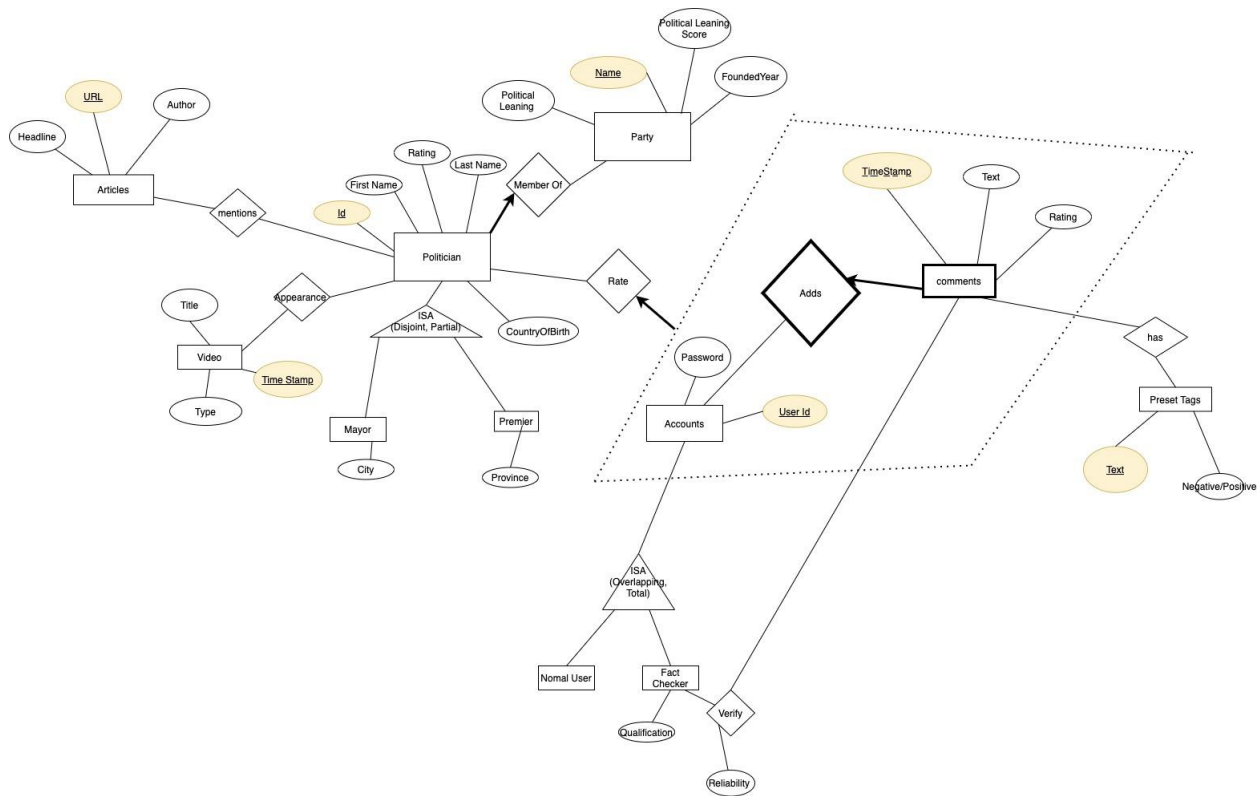 Political Leaning
Score
Name
FoundedYear
Political
Leaning
URL
Author
Headline
Party
Articles
Rating
Last Name
First Name
Member Of
mentions
Id
Politician
Rate
TimeStamp
Text
Rating
comments
Adds
Appearance
Title
ISA
(Disjoint, Partial)
CountryOfBirth
Video
Time Stamp
Type
Password
has
Accounts
User Id
Preset Tags
Mayor
Premier
City
Province
Text
Negative/Positive
ISA
(Overlapping,
Total)
Nomal User
Fact
Checker
Verify
Qualification
Reliability